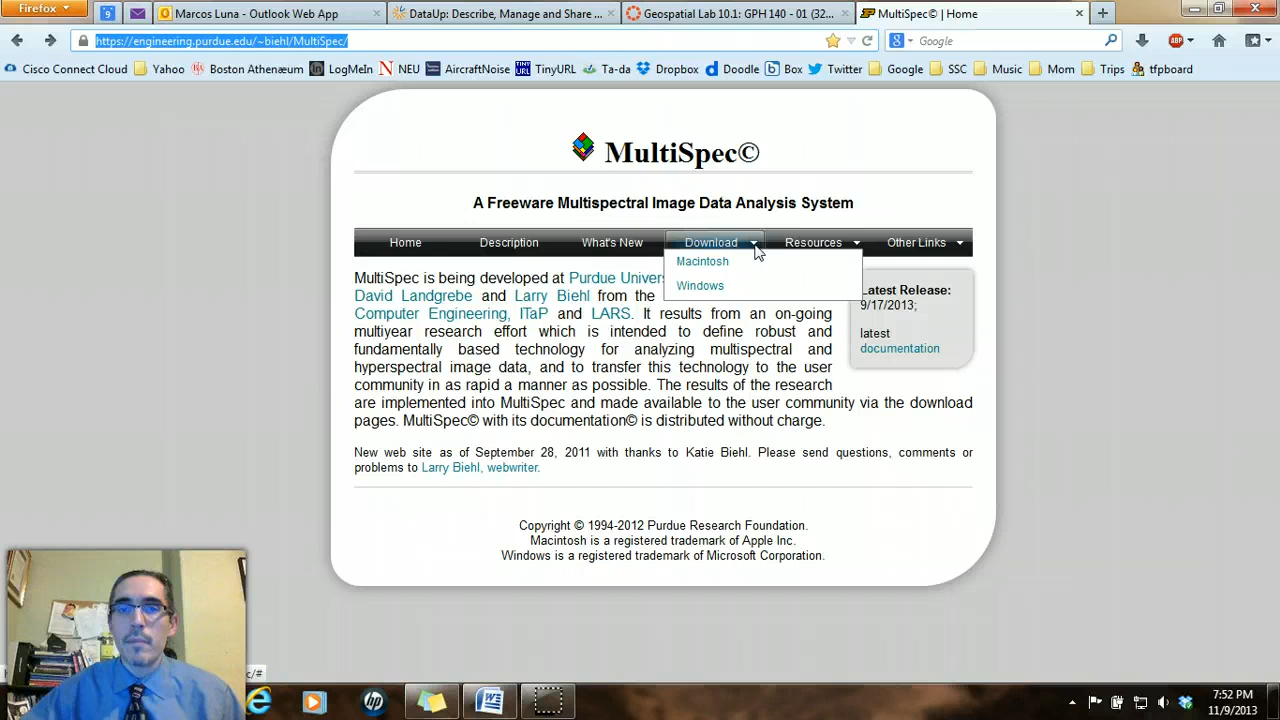 Firefox
9
Marcos Luna - Outlook Web App
DataUp: Describe, Manage and Share ...
Geospatial Lab 10.1: GPH 140 - 01 (32...
MultiSpec© | Home
https://engineering.purdue.edu/~biehl/MultiSpec/
Google
Cisco Connect Cloud
Yahoo
Boston Athenæum
LogMeIn
NEU
AircraftNoise
TinyURL
Ta-da
Dropbox
Doodle
Box
Twitter
Google
SSC
Music
Mom
Trips
tfpboard
MultiSpec©
A Freeware Multispectral Image Data Analysis System
Home
Description
What's New
Download
Resources
Other Links
Macintosh
Windows
MultiSpec is being developed at Purdue Univers
David Landgrebe and Larry Biehl from the
Computer Engineering, ITaP and LARS. It results from an on-going
multiyear research effort which is intended to define robust and
fundamentally based technology for analyzing multispectral and
hyperspectral image data, and to transfer this technology to the user
community in as rapid a manner as possible. The results of the research
are implemented into MultiSpec and made available to the user community via the download
pages. MultiSpec© with its documentation© is distributed without charge.
Latest Release:
9/17/2013;
latest
documentation
New web site as of September 28, 2011 with thanks to Katie Biehl. Please send questions, comments or
problems to Larry Biehl, webwriter.
Copyright © 1994-2012 Purdue Research Foundation.
Macintosh is a registered trademark of Apple Inc.
Windows is a registered trademark of Microsoft Corporation.
c/#
7:52 PM
11/9/2013